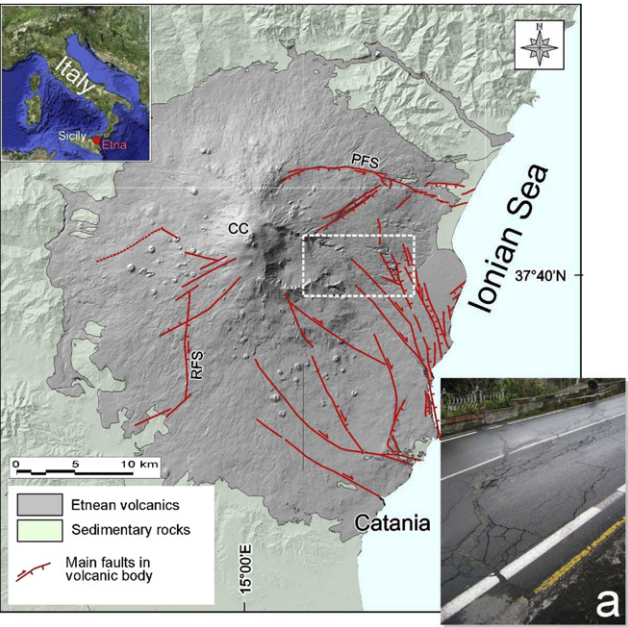 Italy
Sicily
Etna
N
PFS
CC
Ionian Sea
37°40'N
RFS
0 5 10 km
Etnean volcanics
Sedimentary rocks
Main faults in
volcanic body
Catania
15°00'E
a